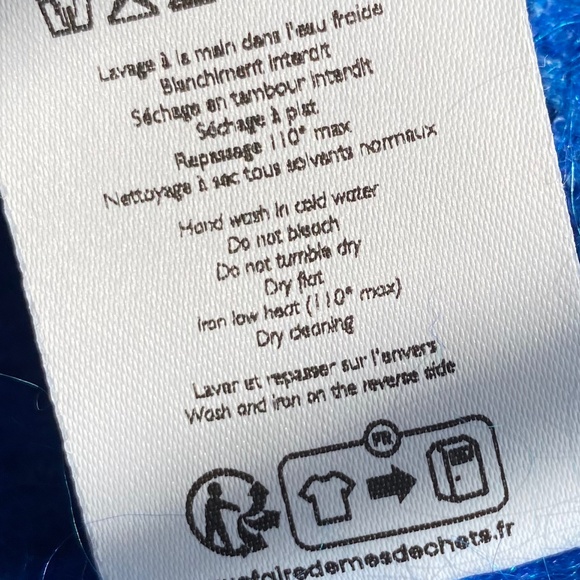 Lavage à la main dans l'eau froide
Blanchiment interdit
Séchage en tambour interdit
Séchage à plat
Repassage 110° max
Nettoyage à sec tous solvants normaux
Hand wash in cold water
Do not bleach
Do not tumble dry
Dry flat
Iron low heat (110° max)
Dry cleaning
Laver et repasser sur l'envers
Wash and iron on the reverse side
FR
efairedemesdechets.fr